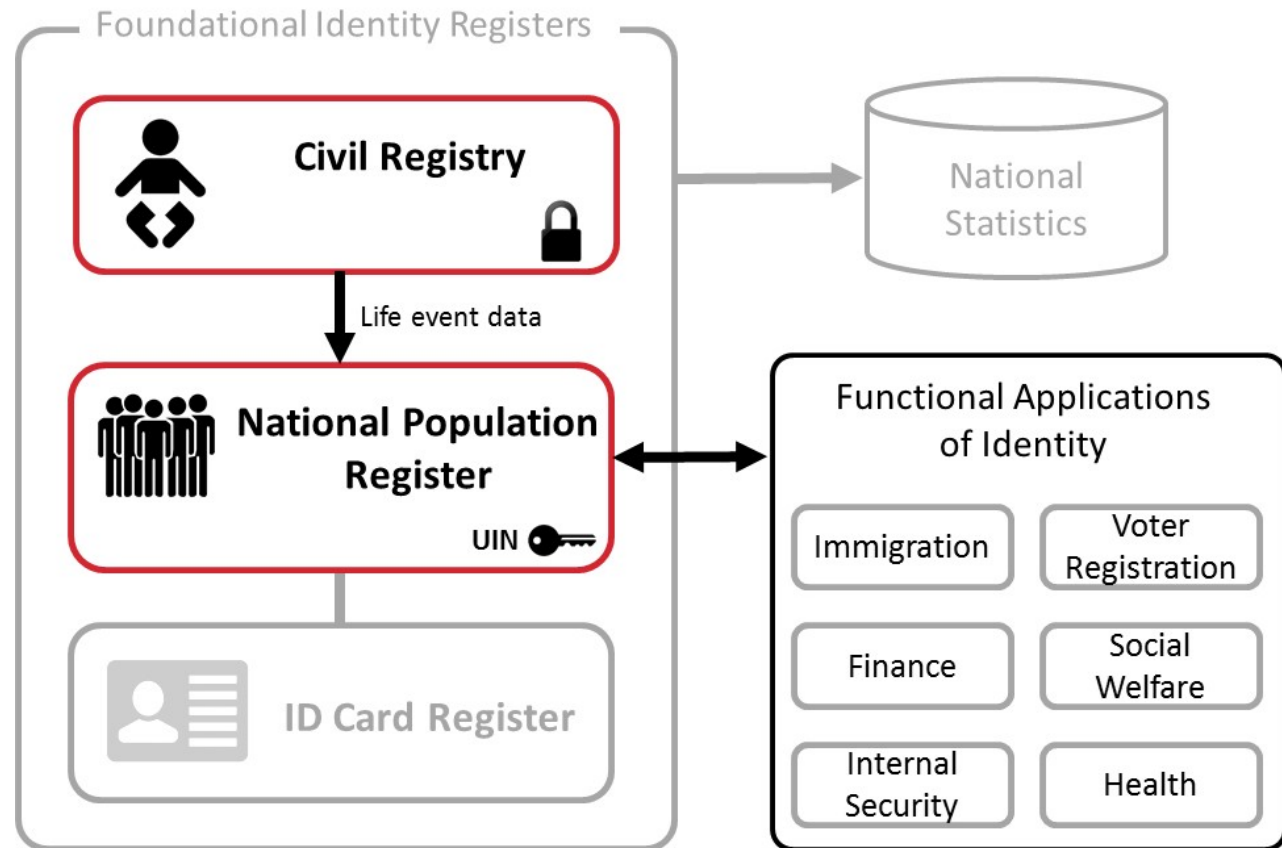 Foundational Identity Registers
Civil Registry
Life event data
National Population
Register
UIN
ID Card Register
National
Statistics
Functional Applications
of Identity
Immigration
Voter
Registration
Finance
Social
Welfare
Internal
Security
Health